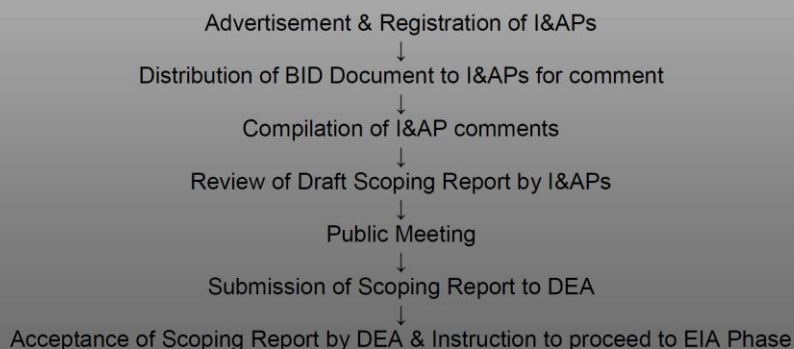 Advertisement & Registration of I&APs
↓
Distribution of BID Document to I&APs for comment
↓
Compilation of I&AP comments
↓
Review of Draft Scoping Report by I&APs
↓
Public Meeting
↓
Submission of Scoping Report to DEA
↓
Acceptance of Scoping Report by DEA & Instruction to proceed to EIA Phase